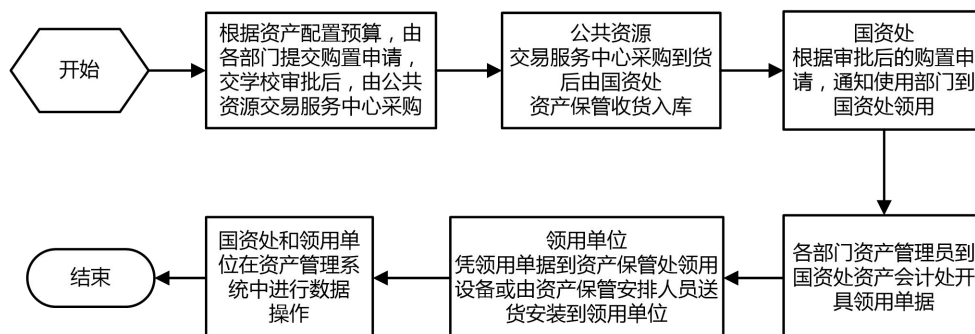 开始
根据资产配置预算，由
各部门提交购置申请，
交学校审批后，由公共
资源交易服务中心采购
公共资源
交易服务中心采购到货
后由国资处
资产保管收货入库
国资处
根据审批后的购置申
请，通知使用部门到
国资处领用
各部门资产管理员到
国资处资产会计处开
具领用单据
领用单位
凭领用单据到资产保管处领用
设备或由资产保管安排人员送
货安装到领用单位
国资处和领用单
位在资产管理系
统中进行数据
操作
结束